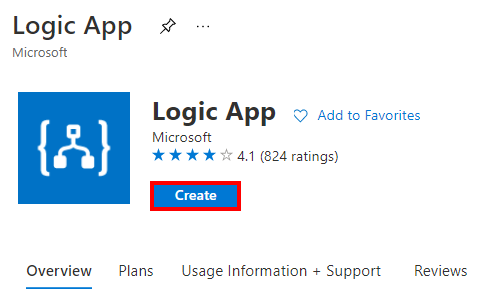 Logic App ...
Microsoft
Logic App Add to Favorites
Microsoft
4.1 (824 ratings)
Create
Overview Plans Usage Information + Support Reviews